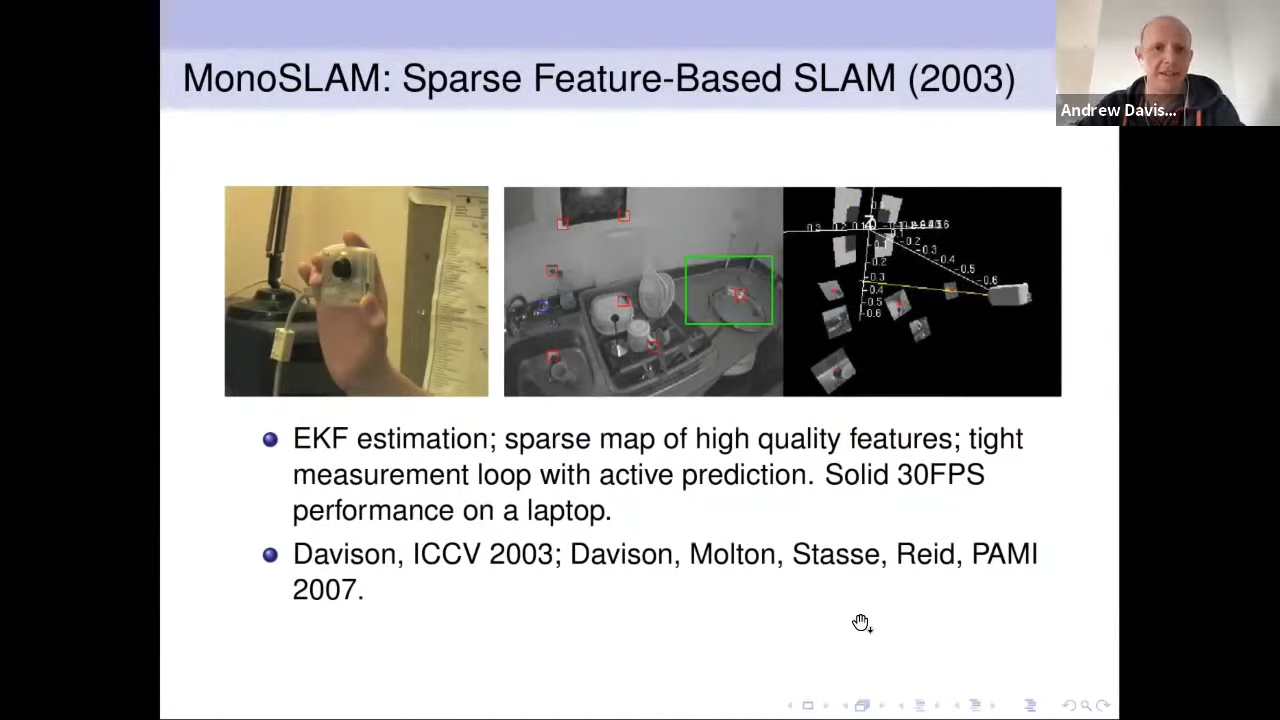 MonoSLAM: Sparse Feature-Based SLAM (2003)
Andrew Davis...
EKF estimation; sparse map of high quality features; tight
measurement loop with active prediction. Solid 30FPS
performance on a laptop.
Davison, ICCV 2003; Davison, Molton, Stasse, Reid, PAMI
2007.